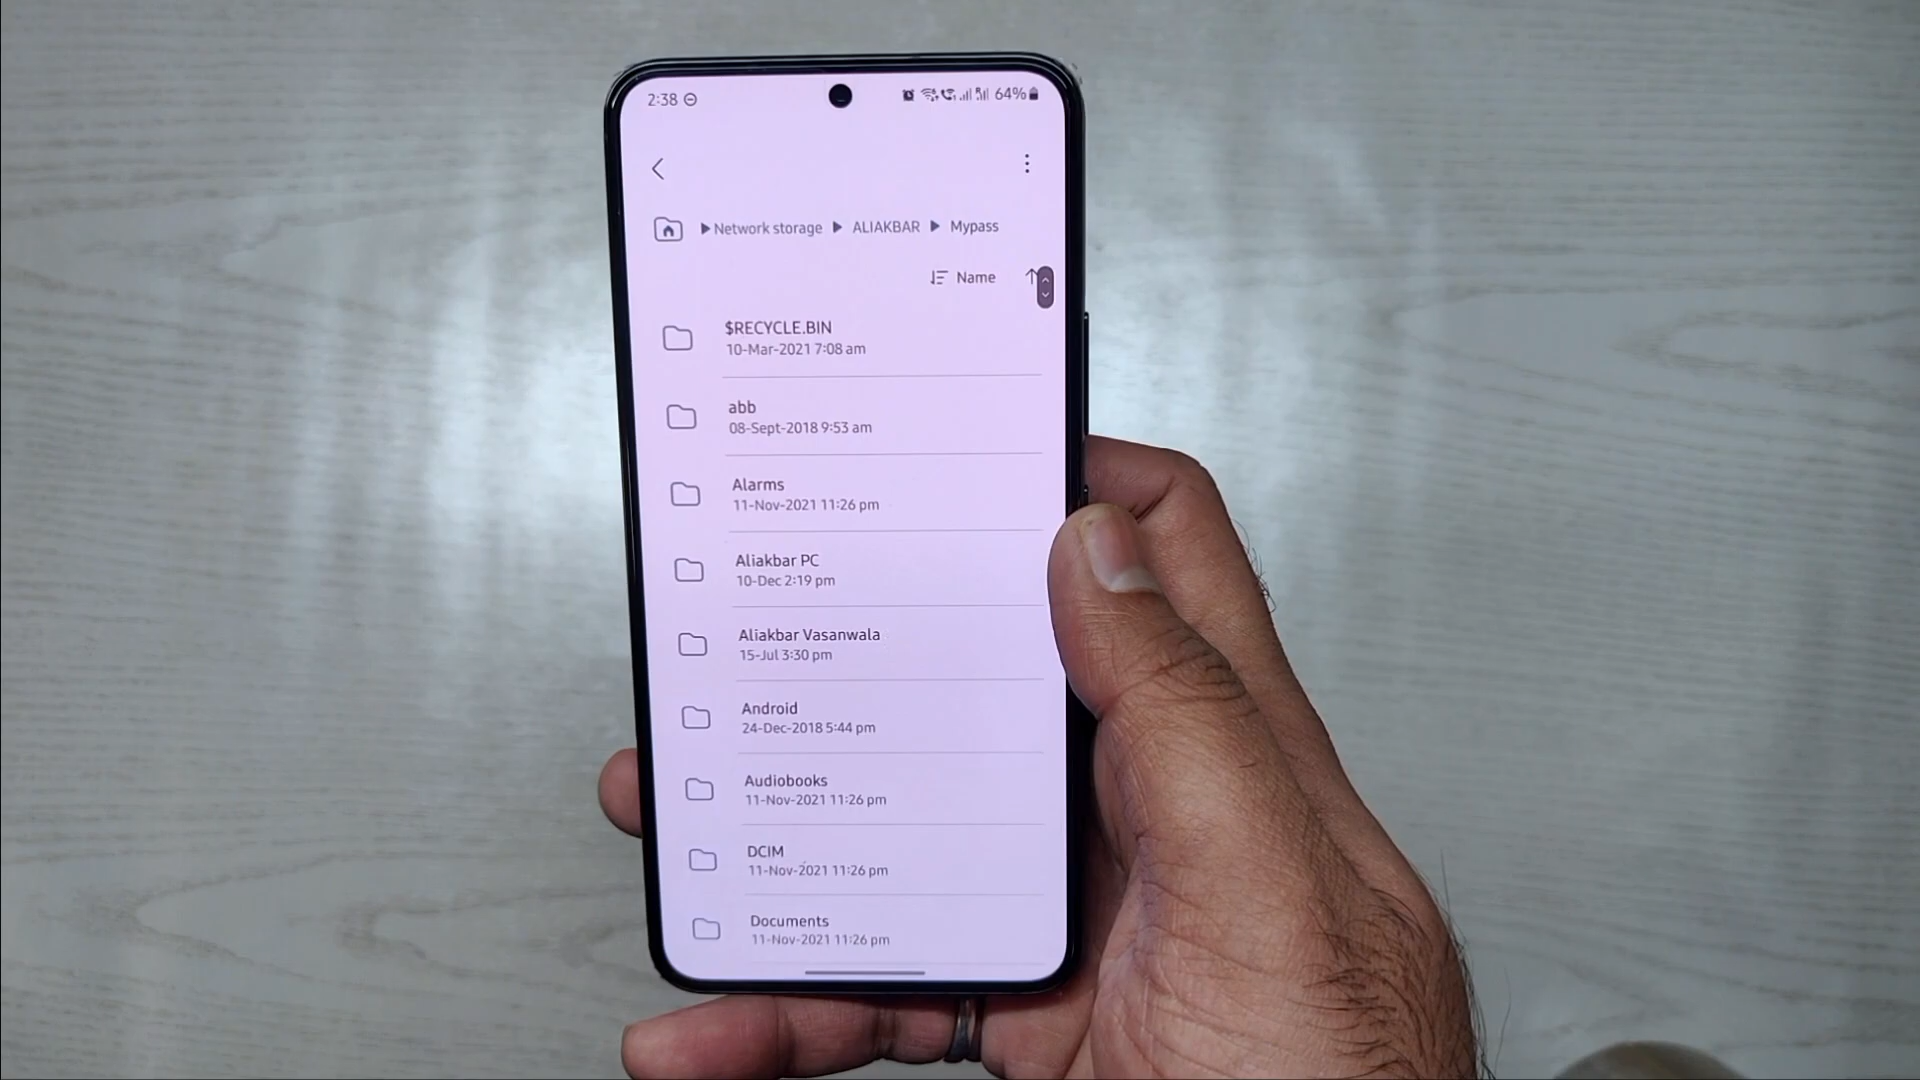 2:38 64%
Network storage ALIAKBAR Mypass
Name
$RECYCLE.BIN
10-Mar-2021 7:08 am
abb
08-Sept-2018 9:53 am
Alarms
11-Nov-2021 11:26 pm
Aliakbar PC
10-Dec 2:19 pm
Aliakbar Vasanwala
15-Jul 3:30 pm
Android
24-Dec-2018 5:44 pm
Audiobooks
11-Nov-2021 11:26 pm
DCIM
11-Nov-2021 11:26 pm
Documents
11-Nov-2021 11:26 pm